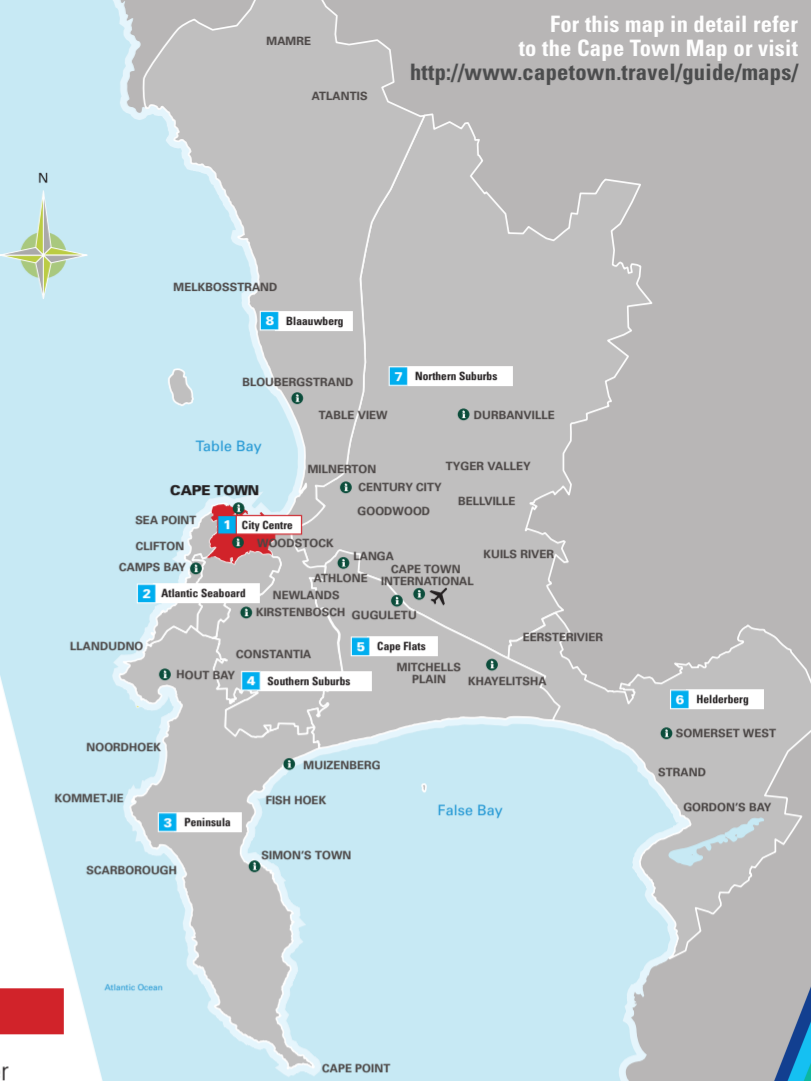 For this map in detail refer
to the Cape Town Map or visit
http://www.capetown.travel/guide/maps/
MAMRE
ATLANTIS
N
MELKBOSSTRAND
8 Blaauwberg
7 Northern Suburbs
BLOUBERGSTRAND
TABLE VIEW
DURBANVILLE
Table Bay
MILNERTON
TYGER VALLEY
CENTURY CITY
CAPE TOWN
BELLVILLE
GOODWOOD
SEA POINT
1 City Centre
WOODSTOCK
CLIFTON
LANGA
KUILS RIVER
CAMPS BAY
CAPE TOWN
INTERNATIONAL
ATHLONE
2 Atlantic Seaboard
NEWLANDS
KIRSTENBOSCH
GUGULETU
EERSTERIVIER
LLANDUDNO
5 Cape Flats
CONSTANTIA
MITCHELLS
PLAIN
HOUT BAY
4 Southern Suburbs
KHAYELITSHA
6 Helderberg
SOMERSET WEST
NOORDHOEK
MUIZENBERG
STRAND
KOMMETJIE
FISH HOEK
False Bay
GORDON'S BAY
3 Peninsula
SIMON'S TOWN
SCARBOROUGH
Atlantic Ocean
CAPE POINT
r